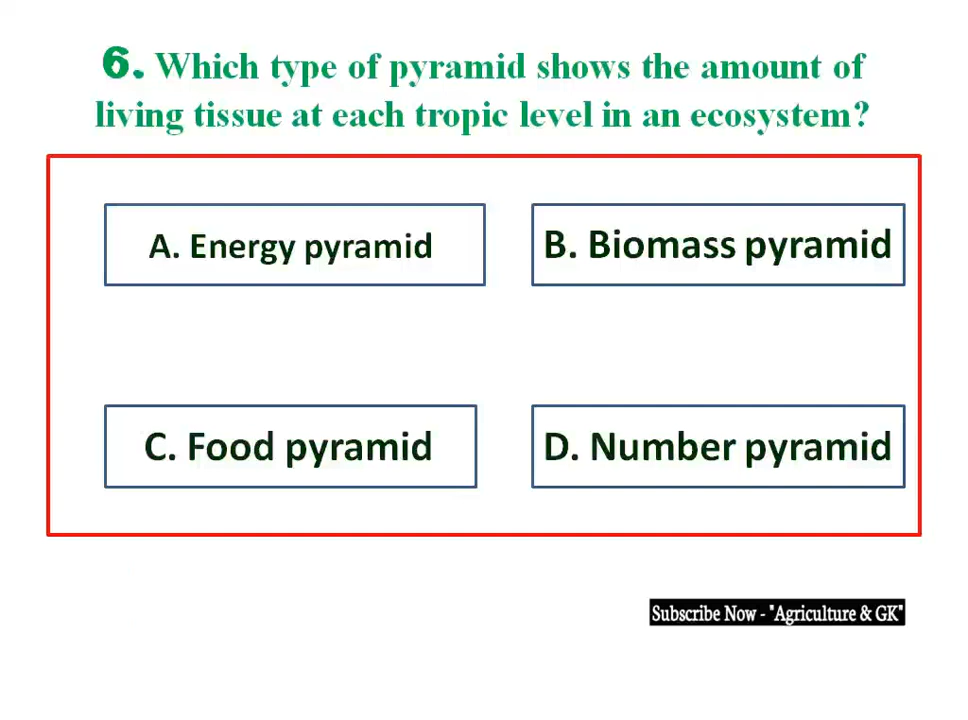 6. Which type of pyramid shows the amount of
living tissue at each tropic level in an ecosystem?
A. Energy pyramid
B. Biomass pyramid
C. Food pyramid
D. Number pyramid
Subscribe Now - "Agriculture & GK"